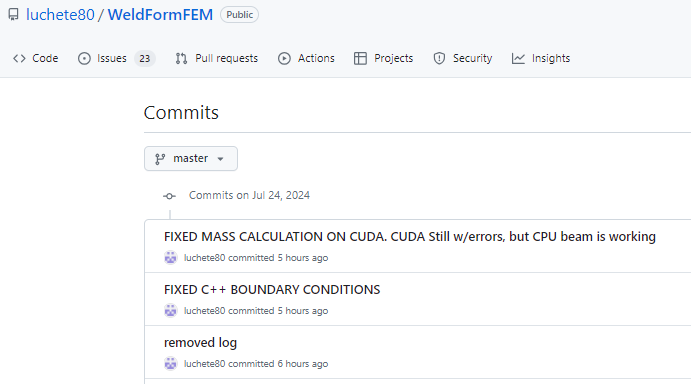 luchete80 / WeldFormFEM Public
Code Issues 23 Pull requests Actions Projects Security Insights
Commits
master
Commits on Jul 24, 2024
FIXED MASS CALCULATION ON CUDA. CUDA Still w/errors, but CPU beam is working
luchete80 committed 5 hours ago
FIXED C++ BOUNDARY CONDITIONS
luchete80 committed 5 hours ago
removed log
luchete80 committed 6 hours ago